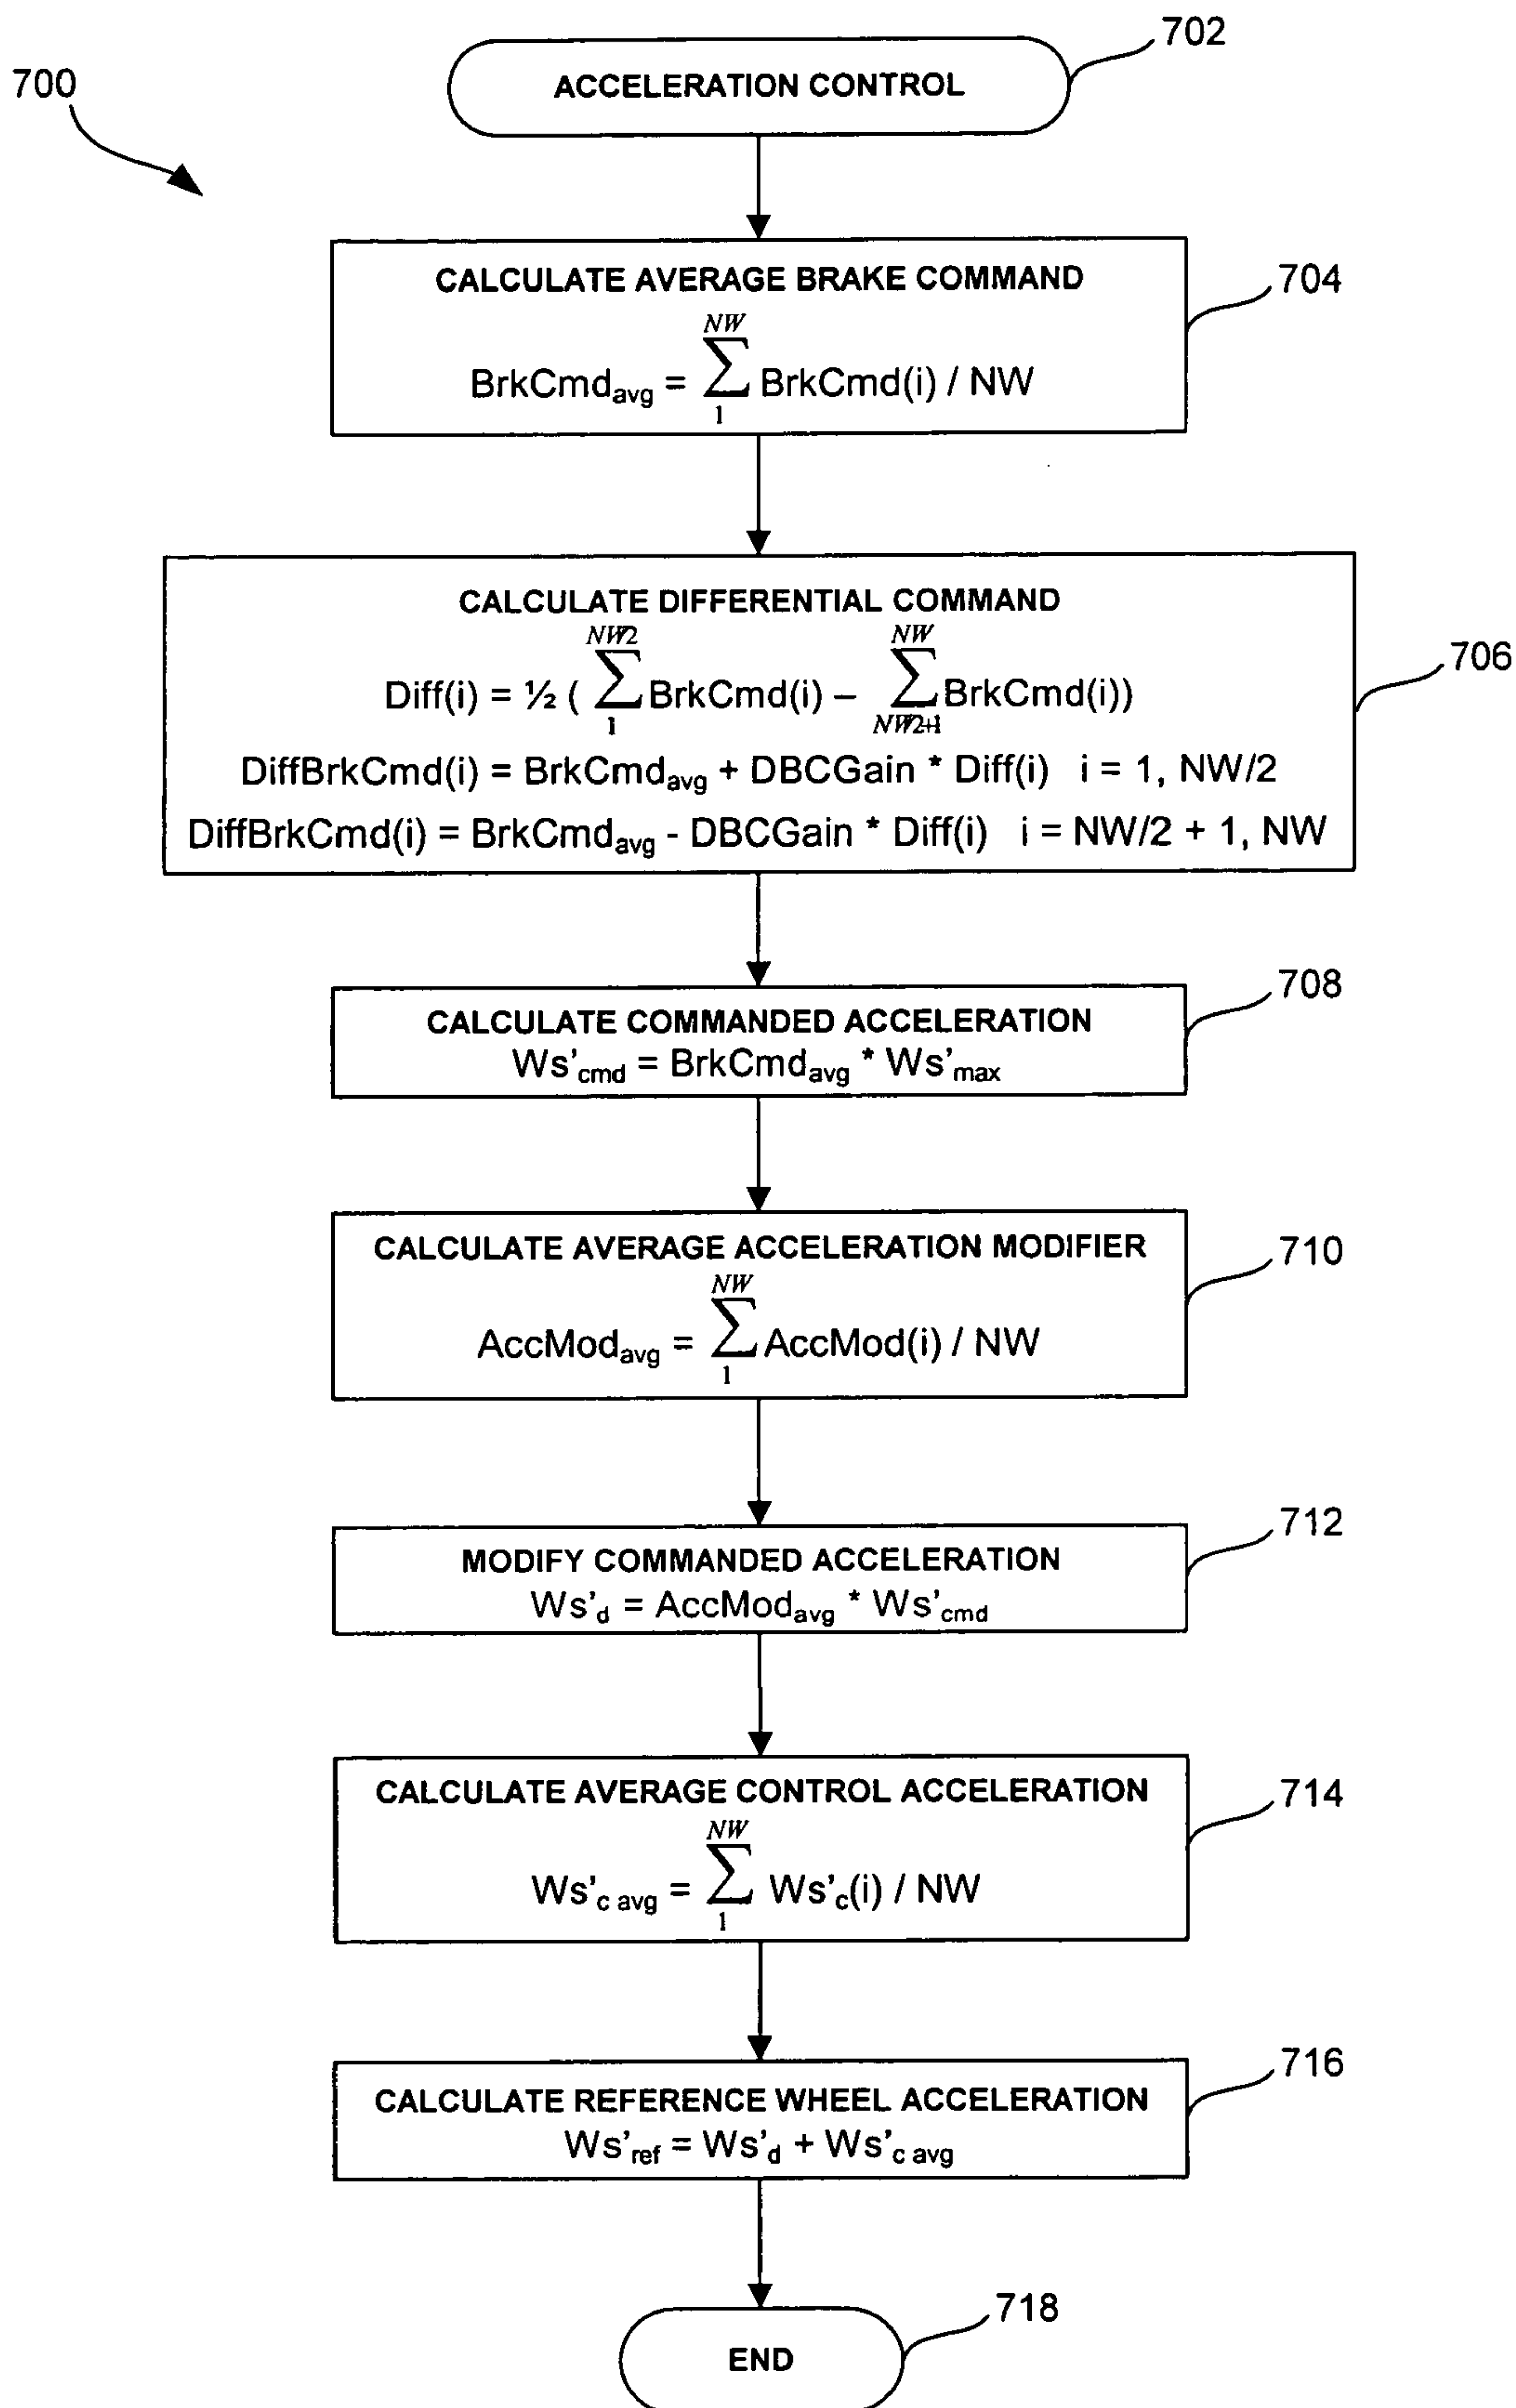 700
702
ACCELERATION CONTROL
704
CALCULATE AVERAGE BRAKE COMMAND
NW
BrkCmdavg = ∑ BrkCmd(i) / NW
1
706
CALCULATE DIFFERENTIAL COMMAND
NW2 NW
Diff(i) = ½ ( ∑ BrkCmd(i) – ∑ BrkCmd(i))
1 NW2+1
DiffBrkCmd(i) = BrkCmdavg + DBCGain * Diff(i) i = 1, NW/2
DiffBrkCmd(i) = BrkCmdavg - DBCGain * Diff(i) i = NW/2 + 1, NW
708
CALCULATE COMMANDED ACCELERATION
Ws’cmd = BrkCmdavg * Ws’max
710
CALCULATE AVERAGE ACCELERATION MODIFIER
NW
AccModavg = ∑ AccMod(i) / NW
1
712
MODIFY COMMANDED ACCELERATION
Ws’d = AccModavg * Ws’cmd
714
CALCULATE AVERAGE CONTROL ACCELERATION
NW
Ws’c avg = ∑ Ws’c(i) / NW
1
716
CALCULATE REFERENCE WHEEL ACCELERATION
Ws’ref = Ws’d + Ws’c avg
718
END